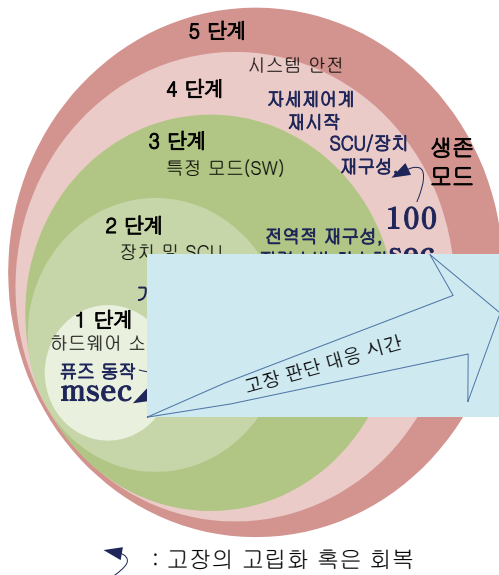 5 단계
시스템 안전
4 단계
자세제어계
재시작
3 단계
특정 모드(SW)
SCU/장치
재구성,
생존
모드
100
2 단계
장치 및 SCU
전역적 재구성,
1 단계
하드웨어 소
퓨즈 동작
msec
고장 판단 대응 시간
: 고장의 고립화 혹은 회복